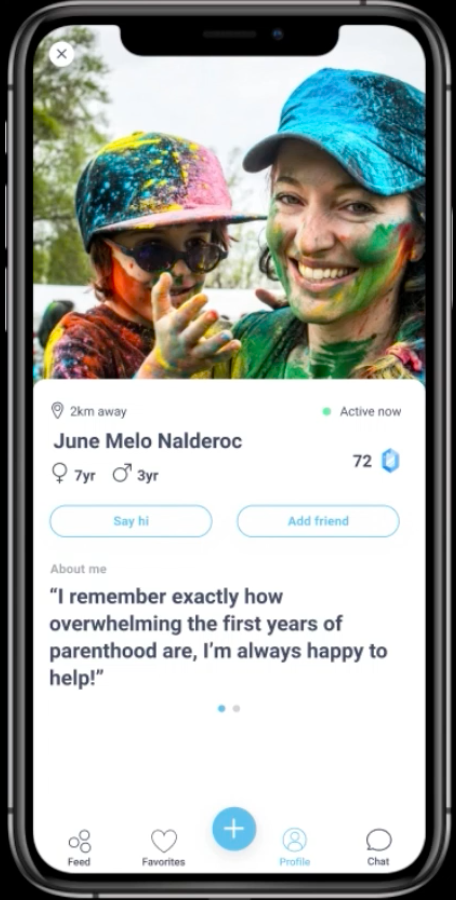 2km away
Active now
June Melo Nalderoc
72
7yr 3yr
Say hi
Add friend
About me
“I remember exactly how
overwhelming the first years of
parenthood are, I’m always happy to
help!”
Feed
Favorites
Profile
Chat